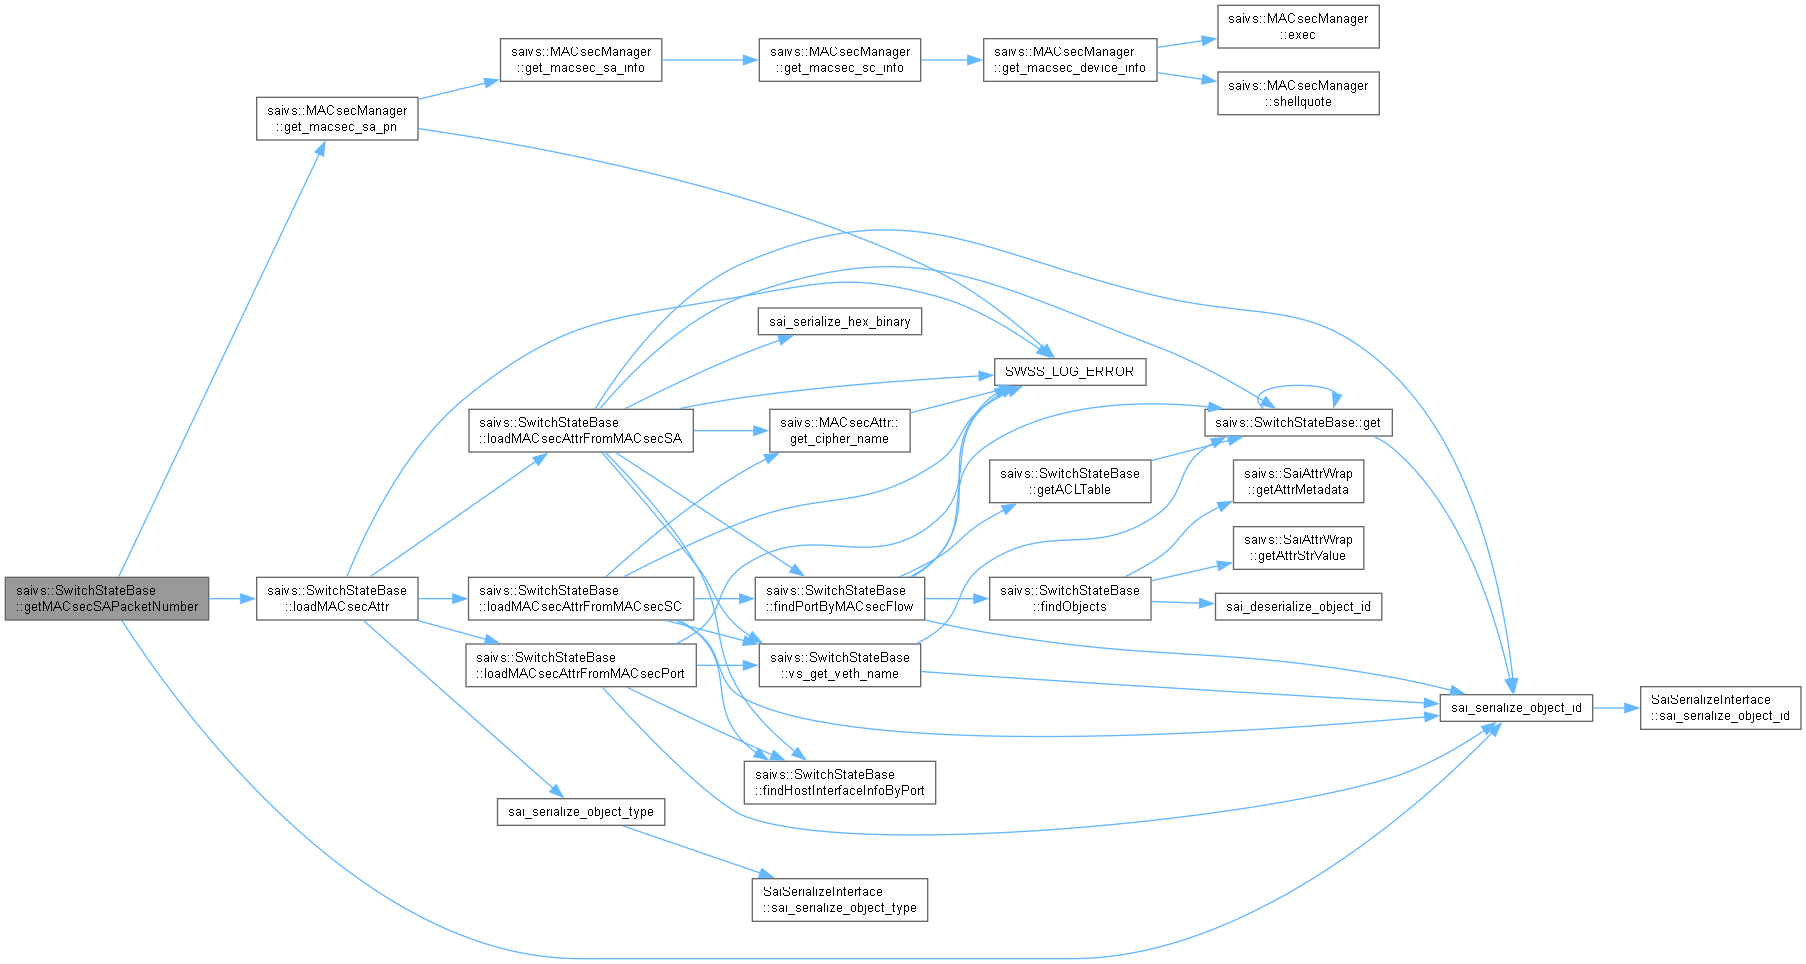 saivs::MACsecManager
::exec
saivs::MACsecManager
::get_macsec_sa_info
saivs::MACsecManager
::get_macsec_sc_info
saivs::MACsecManager
::get_macsec_device_info
saivs::MACsecManager
::shellquote
saivs::MACsecManager
::get_macsec_sa_pn
sai_serialize_hex_binary
SWSS_LOG_ERROR
saivs::SwitchStateBase
::loadMACsecAttrFromMACsecSA
saivs::MACsecAttr::
get_cipher_name
saivs::SwitchStateBase::get
saivs::SwitchStateBase
::getACLTable
saivs::SaiAttrWrap
::getAttrMetadata
saivs::SaiAttrWrap
::getAttrStrValue
saivs::SwitchStateBase
::getMACsecSAPacketNumber
saivs::SwitchStateBase
::loadMACsecAttr
saivs::SwitchStateBase
::loadMACsecAttrFromMACsecSC
saivs::SwitchStateBase
::findPortByMACsecFlow
saivs::SwitchStateBase
::findObjects
sai_deserialize_object_id
saivs::SwitchStateBase
::loadMACsecAttrFromMACsecPort
saivs::SwitchStateBase
::vs_get_veth_name
sai_serialize_object_id
SaiSerializeInterface
::sai_serialize_object_id
saivs::SwitchStateBase
::findHostInterfaceInfoByPort
sai_serialize_object_type
SaiSerializeInterface
::sai_serialize_object_type